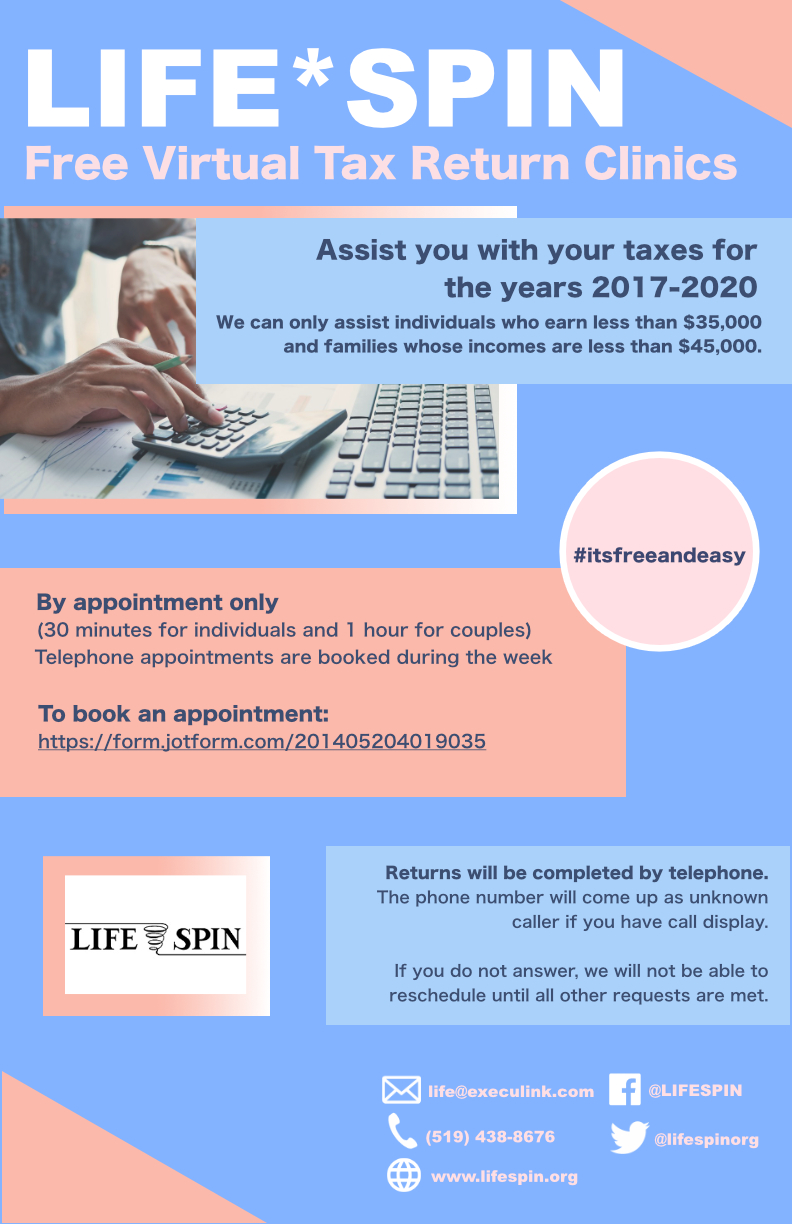 LIFE*SPIN
Free Virtual Tax Return Clinics
Assist you with your taxes for
the years 2017-2020
We can only assist individuals who earn less than $35,000
and families whose incomes are less than $45,000.
#itsfreeandeasy
By appointment only
(30 minutes for individuals and 1 hour for couples)
Telephone appointments are booked during the week
To book an appointment:
https://form.jotform.com/201405204019035
LIFE SPIN
Returns will be completed by telephone.
The phone number will come up as unknown
caller if you have call display.
If you do not answer, we will not be able to
reschedule until all other requests are met.
life@execulink.com
@LIFESPIN
(519) 438-8676
@lifespinorg
www.lifespin.org